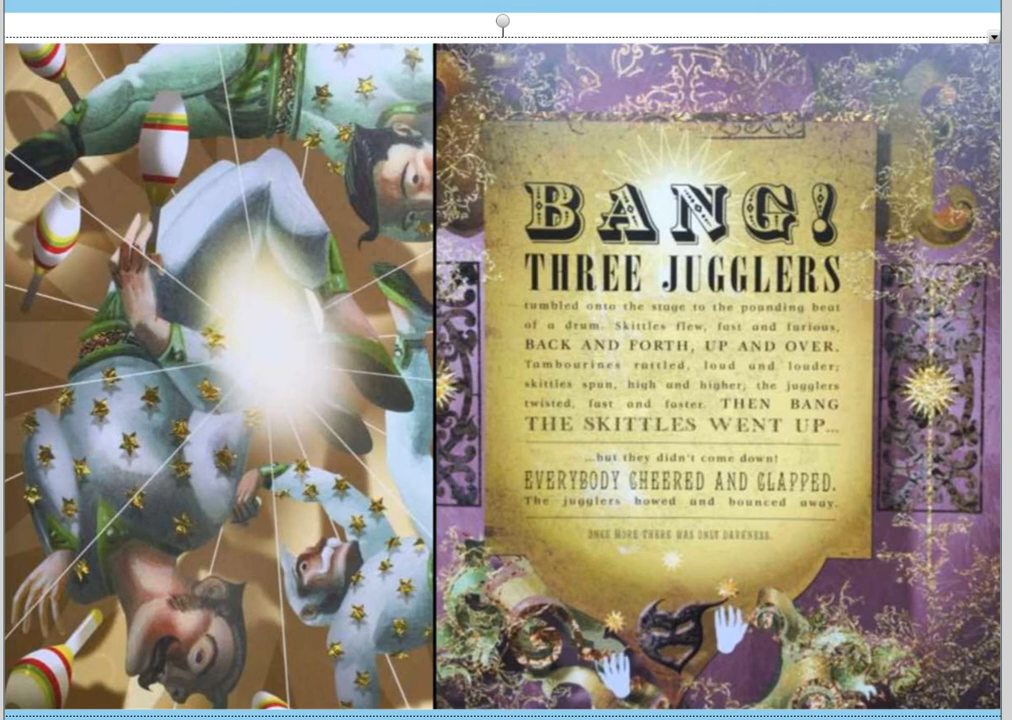 BANG!
THREE JUGGLERS
tumbled onto the stage to the pounding beat
of a drum. Skittles flew, fast and furious,
BACK AND FORTH, UP AND OVER.
Tambourines rattled, loud and louder;
skittles spun, high and higher; the jugglers
twisted, fast and faster. THEN BANG
THE SKITTLES WENT UP...
...but they didn't come down!
EVERYBODY CHEERED AND CLAPPED.
The jugglers bowed and bounced away.
ONCE MORE THERE WAS ONLY DARKNESS.